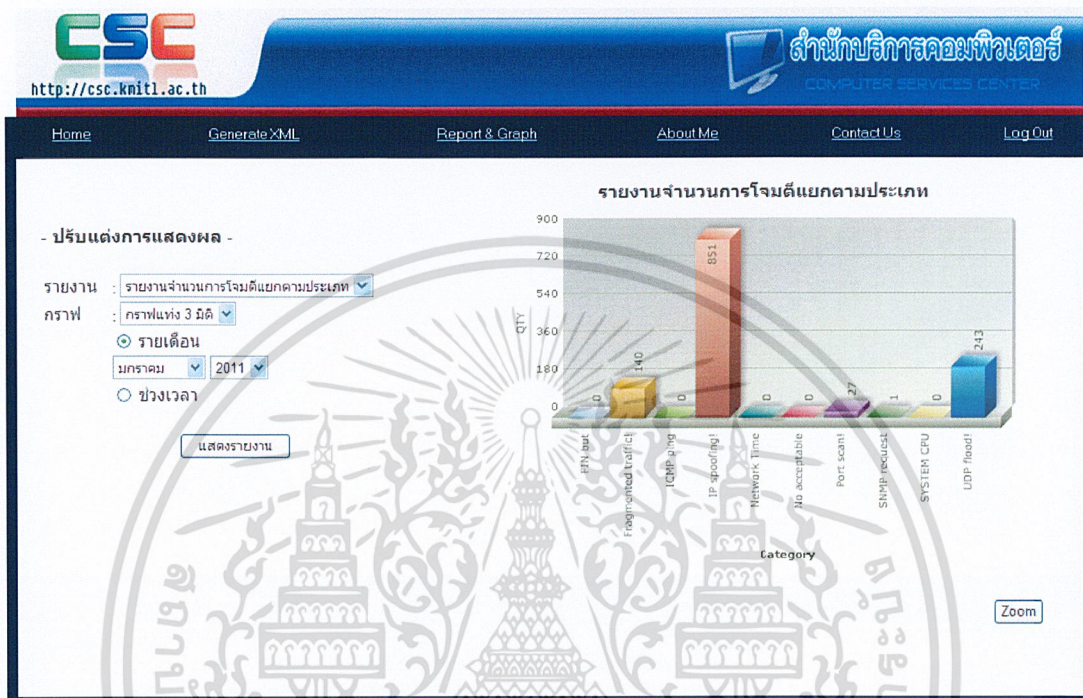 CSC
http://csc.kmitl.ac.th
สำนักบริการคอมพิวเตอร์
COMPUTER SERVICES CENTER
Home Generate XML Report & Graph About Me Contact Us Log Out
- ปรับแต่งการแสดงผล -
รายงาน : รายงานจำนวนการโจมตีแยกตามประเภท
กราฟ : กราฟแท่ง 3 มิติ
รายเดือน
มกราคม 2011
ช่วงเวลา
แสดงรายงาน
รายงานจำนวนการโจมตีแยกตามประเภท
900
720
540
360
180
0
QTY
0
140
0
851
0
0
27
1
0
243
FIN but
Fragmented traffic!
ICMP ping
IP spoofing!
Network Time
No acceptable
Port scan!
SNMP request
SYSTEM CPU
UDP flood!
Category
Zoom